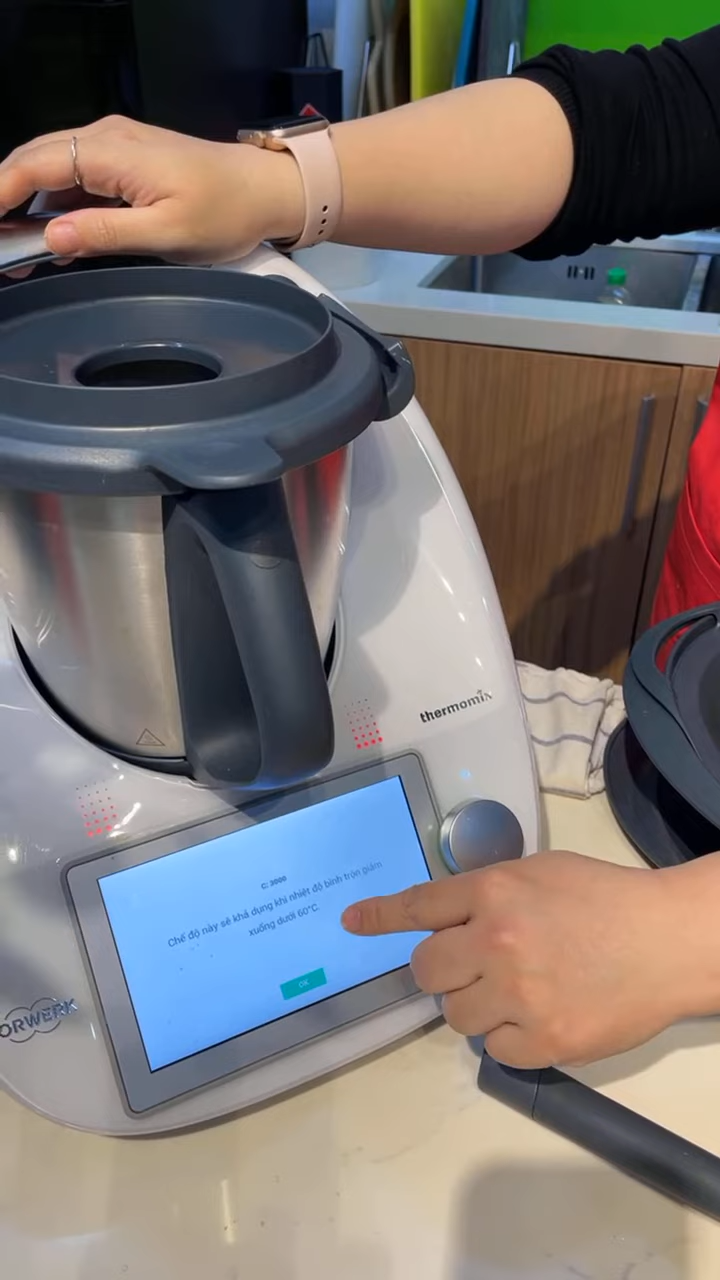 thermomix
C: 3000
Chế độ này sẽ khả dụng khi nhiệt độ bình trộn giảm
xuống dưới 60°C.
OK
ORWERK